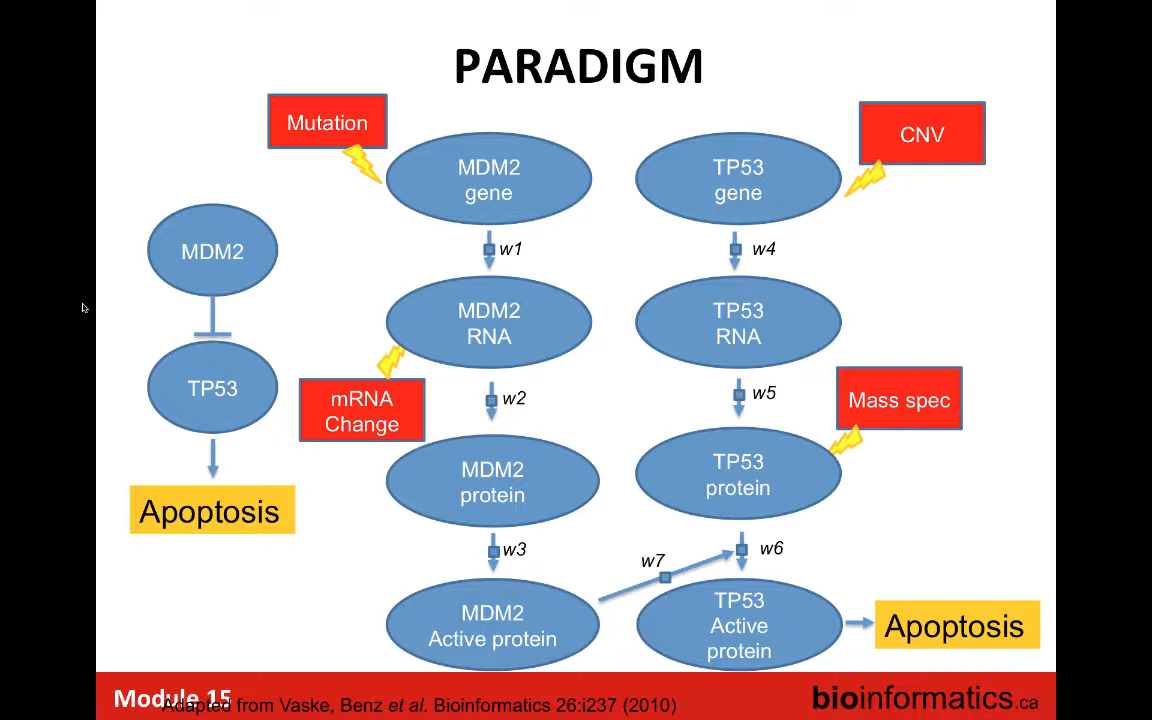 PARADIGM
Mutation
CNV
MDM2
gene
TP53
gene
w1
w4
MDM2
TP53
Apoptosis
MDM2
RNA
TP53
RNA
mRNA
Change
w2
w5
Mass spec
MDM2
protein
TP53
protein
w3
w7
w6
MDM2
Active protein
TP53
Active
protein
Apoptosis
Module 15
Adapted from Vaske, Benz et al. Bioinformatics 26:i237 (2010)
bioinformatics.ca